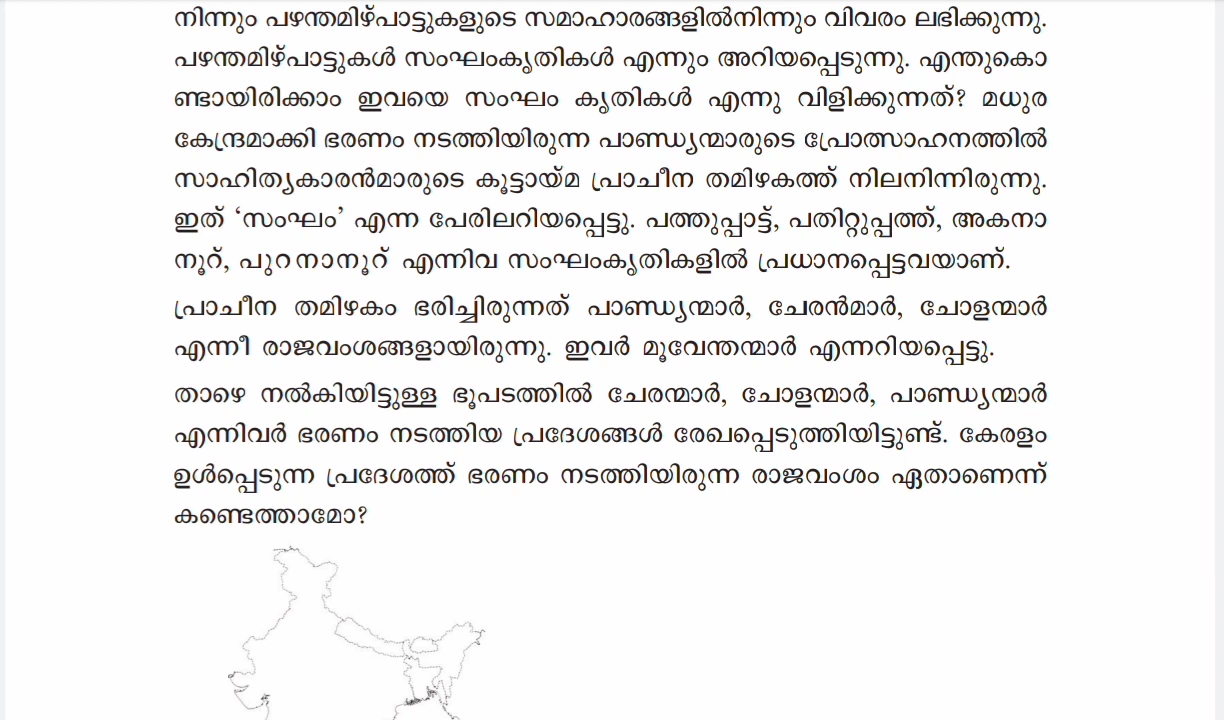 നിന്നും പഴന്തമിഴ്പാട്ടുകളുടെ സമാഹാരങ്ങളിൽനിന്നും വിവരം ലഭിക്കുന്നു.
പഴന്തമിഴ്പാട്ടുകൾ സംഘംകൃതികൾ എന്നും അറിയപ്പെടുന്നു. എന്തുകൊ
ണ്ടായിരിക്കാം ഇവയെ സംഘം കൃതികൾ എന്നു വിളിക്കുന്നത്? മധുര
കേന്ദ്രമാക്കി ഭരണം നടത്തിയിരുന്ന പാണ്ഡ്യന്മാരുടെ പ്രോത്സാഹനത്തിൽ
സാഹിത്യകാരൻമാരുടെ കൂട്ടായ്മ പ്രാചീന തമിഴകത്ത് നിലനിന്നിരുന്നു.
ഇത് ‘സംഘം’ എന്ന പേരിലറിയപ്പെട്ടു. പത്തുപ്പാട്ട്, പതിറ്റുപ്പത്ത്, അകനാ
നൂറ്, പുറനാനൂറ് എന്നിവ സംഘംകൃതികളിൽ പ്രധാനപ്പെട്ടവയാണ്.
പ്രാചീന തമിഴകം ഭരിച്ചിരുന്നത് പാണ്ഡ്യന്മാർ, ചേരൻമാർ, ചോളന്മാർ
എന്നീ രാജവംശങ്ങളായിരുന്നു. ഇവർ മൂവേന്തന്മാർ എന്നറിയപ്പെട്ടു.
താഴെ നൽകിയിട്ടുള്ള ഭൂപടത്തിൽ ചേരന്മാർ, ചോളന്മാർ, പാണ്ഡ്യന്മാർ
എന്നിവർ ഭരണം നടത്തിയ പ്രദേശങ്ങൾ രേഖപ്പെടുത്തിയിട്ടുണ്ട്. കേരളം
ഉൾപ്പെടുന്ന പ്രദേശത്ത് ഭരണം നടത്തിയിരുന്ന രാജവംശം ഏതാണെന്ന്
കണ്ടെത്താമോ?